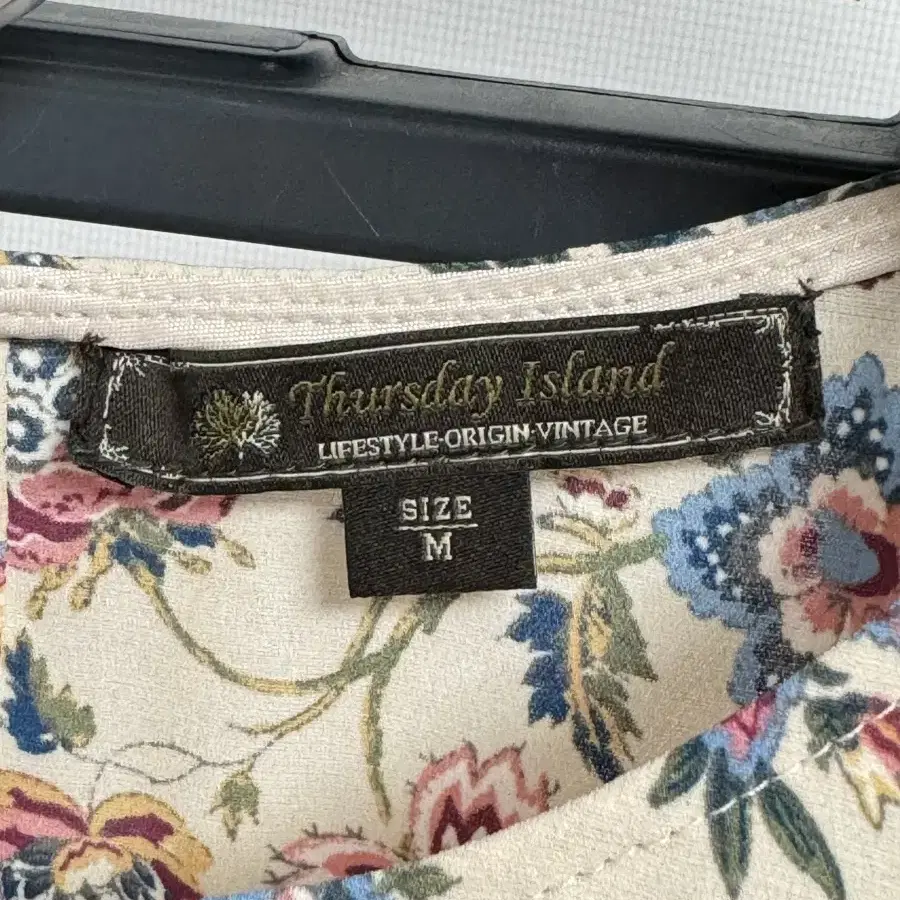 Thursday Island
LIFESTYLE·ORIGIN·VINTAGE
SIZE
M